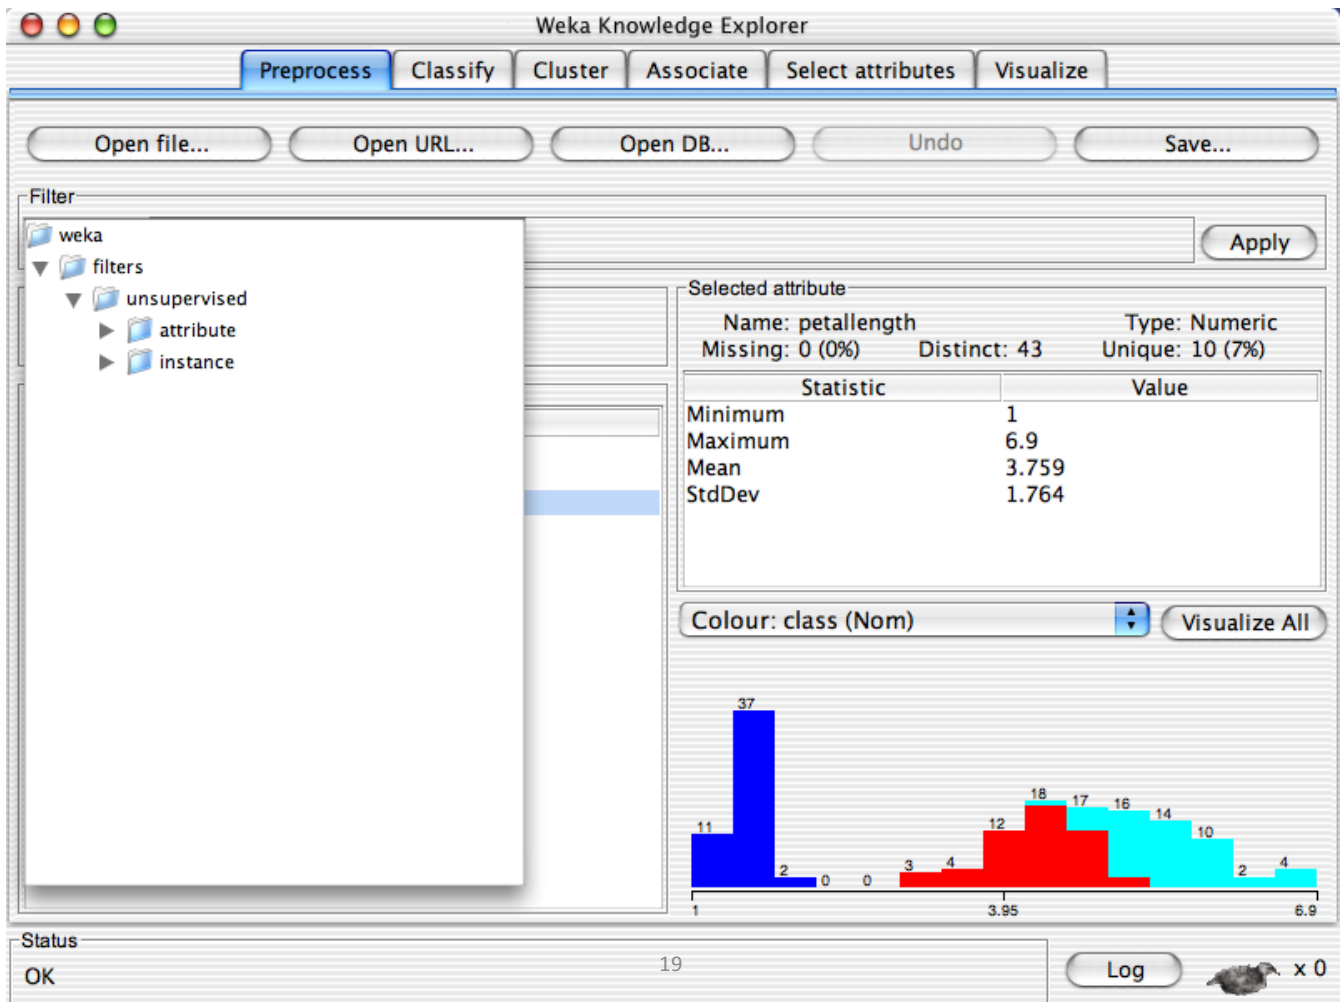 Weka Knowledge Explorer
Preprocess Classify Cluster Associate Select attributes Visualize
Open file... Open URL... Open DB... Undo Save...
Filter
weka
filters
unsupervised
attribute
instance
Apply
Selected attribute
Name: petallength Type: Numeric
Missing: 0 (0%) Distinct: 43 Unique: 10 (7%)
Statistic Value
Minimum 1
Maximum 6.9
Mean 3.759
StdDev 1.764
Colour: class (Nom) Visualize All
11 37 2 0 0 3 4 12 18 17 16 14 10 2 4
1 3.95 6.9
Status
OK
19
Log x 0